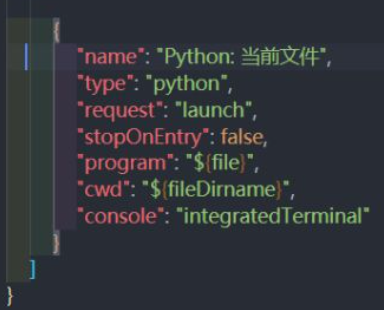 {
"name": "Python: 当前文件",
"type": "python",
"request": "launch",
"stopOnEntry": false,
"program": "${file}",
"cwd": "${fileDirname}",
"console": "integratedTerminal"
}
]
}